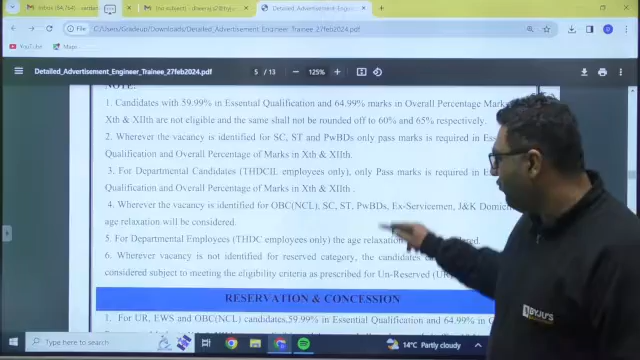 Inbox (84,764) - sardan
(no subject) - dheeraj28@byj
Detailed_Advertisement_Engine
File
C:/Users/Gradeup/Downloads/Detailed_Advertisement_Engineer_Trainee_27feb2024.pdf
YouTube
Maps
Detailed_Advertisement_Engineer_Trainee_27feb2024.pdf
5 / 13
125%
NOTE:
1. Candidates with 59.99% in Essential Qualification and 64.99% marks in Overall Percentage Marks
Xth & XIIth are not eligible and the same shall not be rounded off to 60% and 65% respectively.
2. Wherever the vacancy is identified for SC, ST and PwBDs only pass marks is required in
Qualification and Overall Percentage of Marks in Xth & XIIth.
3. For Departmental Candidates (THDCIL employees only), only Pass marks is required in
Qualification and Overall Percentage of Marks in Xth & XIIth .
4. Wherever the vacancy is identified for OBC(NCL), SC, ST, PwBDs, Ex-Servicemen, J&K
age relaxation will be considered.
5. For Departmental Employees (THDC employees only) the age relaxation
6. Wherever vacancy is not identified for reserved category, the candidates
considered subject to meeting the eligibility criteria as prescribed for Un-Reserved (UR)
RESERVATION & CONCESSION
1. For UR, EWS and OBC(NCL) candidates,59.99% in Essential Qualification and 64.99% in
Type here to search
14°C Partly cloudy
BYJU'S